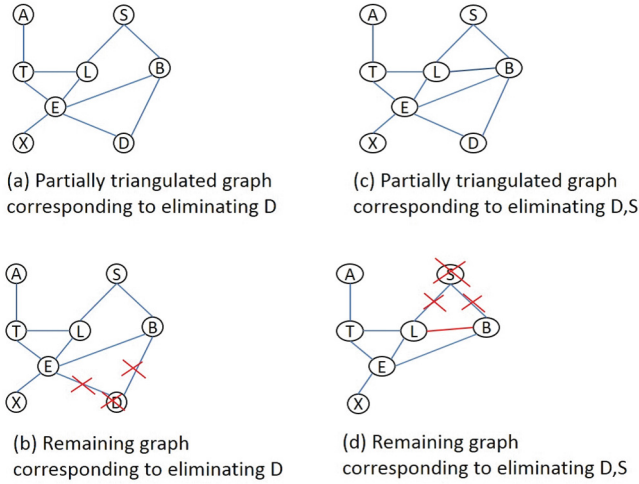 A
S
T
L
B
E
X
D
(a) Partially triangulated graph
corresponding to eliminating D
A
S
T
L
B
E
X
D
(c) Partially triangulated graph
corresponding to eliminating D,S
A
S
T
L
B
E
X
D
(b) Remaining graph
corresponding to eliminating D
A
S
T
L
B
E
X
(d) Remaining graph
corresponding to eliminating D,S